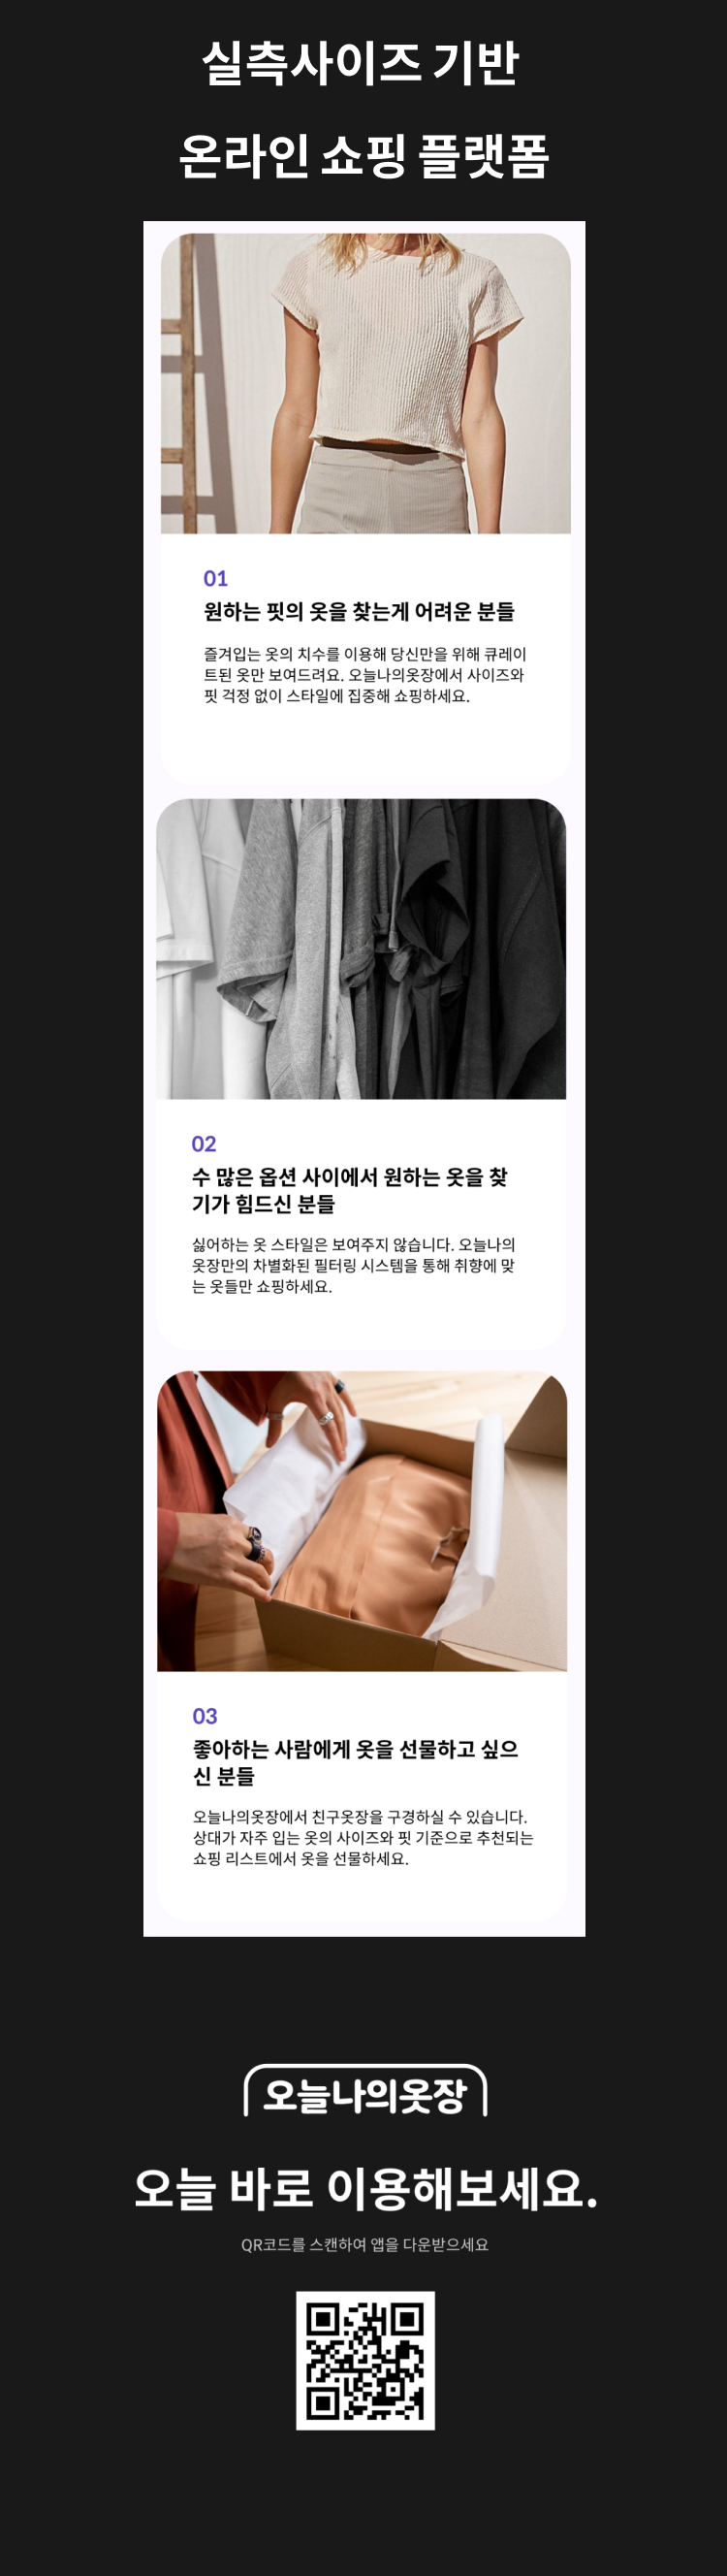 실측사이즈 기반
온라인 쇼핑 플랫폼
01
원하는 핏의 옷을 찾는게 어려운 분들
즐겨입는 옷의 치수를 이용해 당신만을 위해 큐레이
트된 옷만 보여드려요. 오늘나의옷장에서 사이즈와
핏 걱정 없이 스타일에 집중해 쇼핑하세요.
02
수 많은 옵션 사이에서 원하는 옷을 찾
기가 힘드신 분들
싫어하는 옷 스타일은 보여주지 않습니다. 오늘나의
옷장만의 차별화된 필터링 시스템을 통해 취향에 맞
는 옷들만 쇼핑하세요.
03
좋아하는 사람에게 옷을 선물하고 싶으
신 분들
오늘나의옷장에서 친구옷장을 구경하실 수 있습니다.
상대가 자주 입는 옷의 사이즈와 핏 기준으로 추천되는
쇼핑 리스트에서 옷을 선물하세요.
오늘나의옷장
오늘 바로 이용해보세요.
QR코드를 스캔하여 앱을 다운받으세요